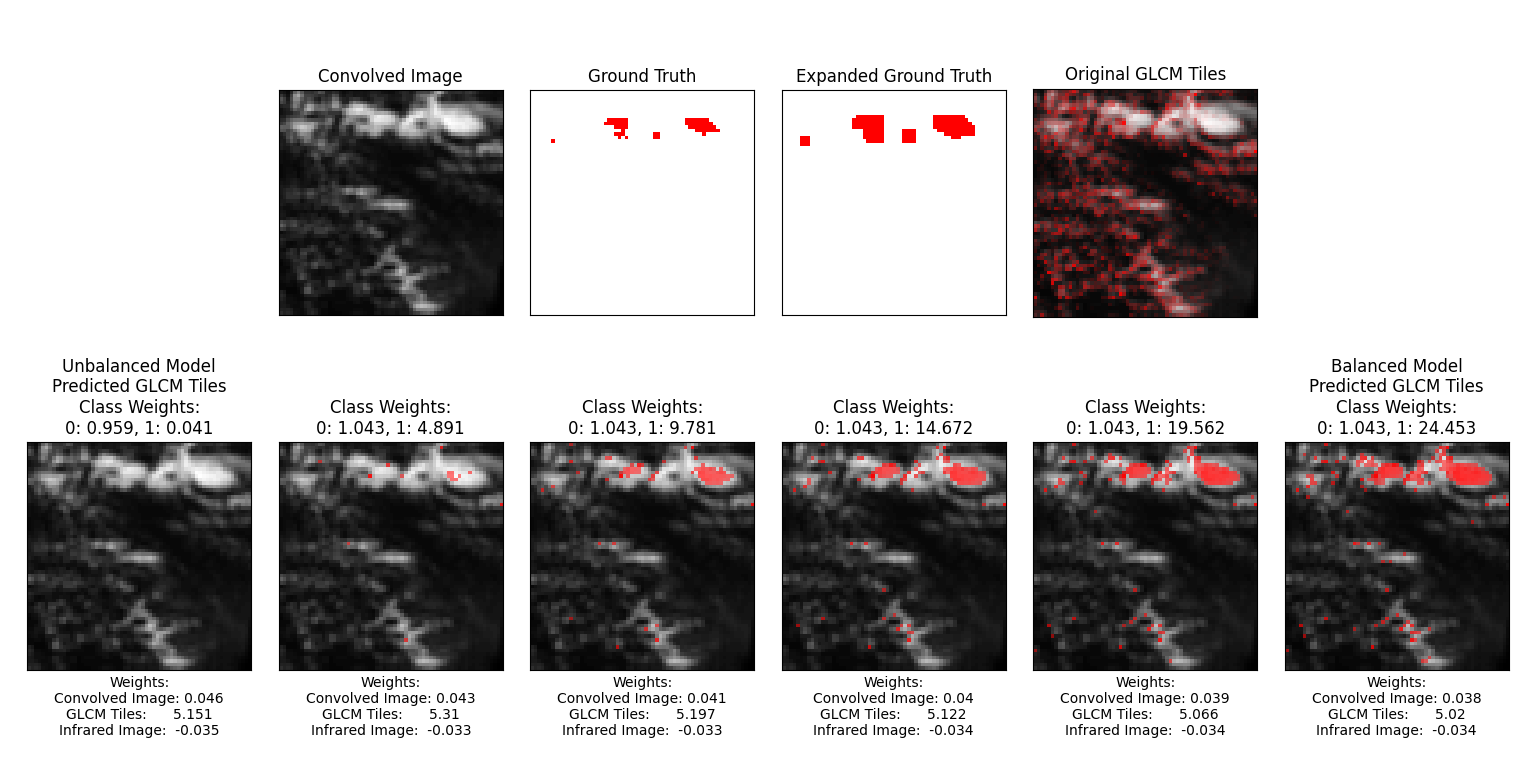 Convolved Image
Ground Truth
Expanded Ground Truth
Original GLCM Tiles
Unbalanced Model
Predicted GLCM Tiles
Class Weights:
0: 0.959, 1: 0.041
Class Weights:
0: 1.043, 1: 4.891
Class Weights:
0: 1.043, 1: 9.781
Class Weights:
0: 1.043, 1: 14.672
Class Weights:
0: 1.043, 1: 19.562
Balanced Model
Predicted GLCM Tiles
Class Weights:
0: 1.043, 1: 24.453
Weights:
Convolved Image: 0.046
GLCM Tiles: 5.151
Infrared Image: -0.035
Weights:
Convolved Image: 0.043
GLCM Tiles: 5.31
Infrared Image: -0.033
Weights:
Convolved Image: 0.041
GLCM Tiles: 5.197
Infrared Image: -0.033
Weights:
Convolved Image: 0.04
GLCM Tiles: 5.122
Infrared Image: -0.034
Weights:
Convolved Image: 0.039
GLCM Tiles: 5.066
Infrared Image: -0.034
Weights:
Convolved Image: 0.038
GLCM Tiles: 5.02
Infrared Image: -0.034